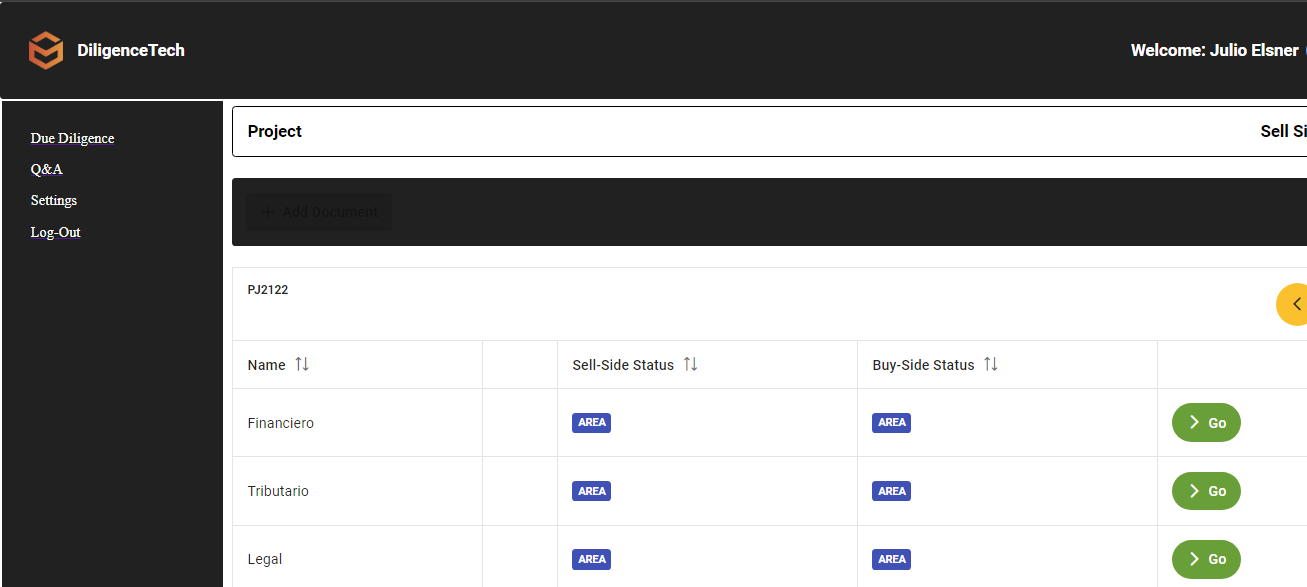 DiligenceTech
Welcome: Julio Elsner
Due Diligence
Q&A
Settings
Log-Out
Project
Sell Si
Add Document
PJ2122
Name
Sell-Side Status
Buy-Side Status
Financiero
AREA
AREA
Go
Tributario
AREA
AREA
Go
Legal
AREA
AREA
Go